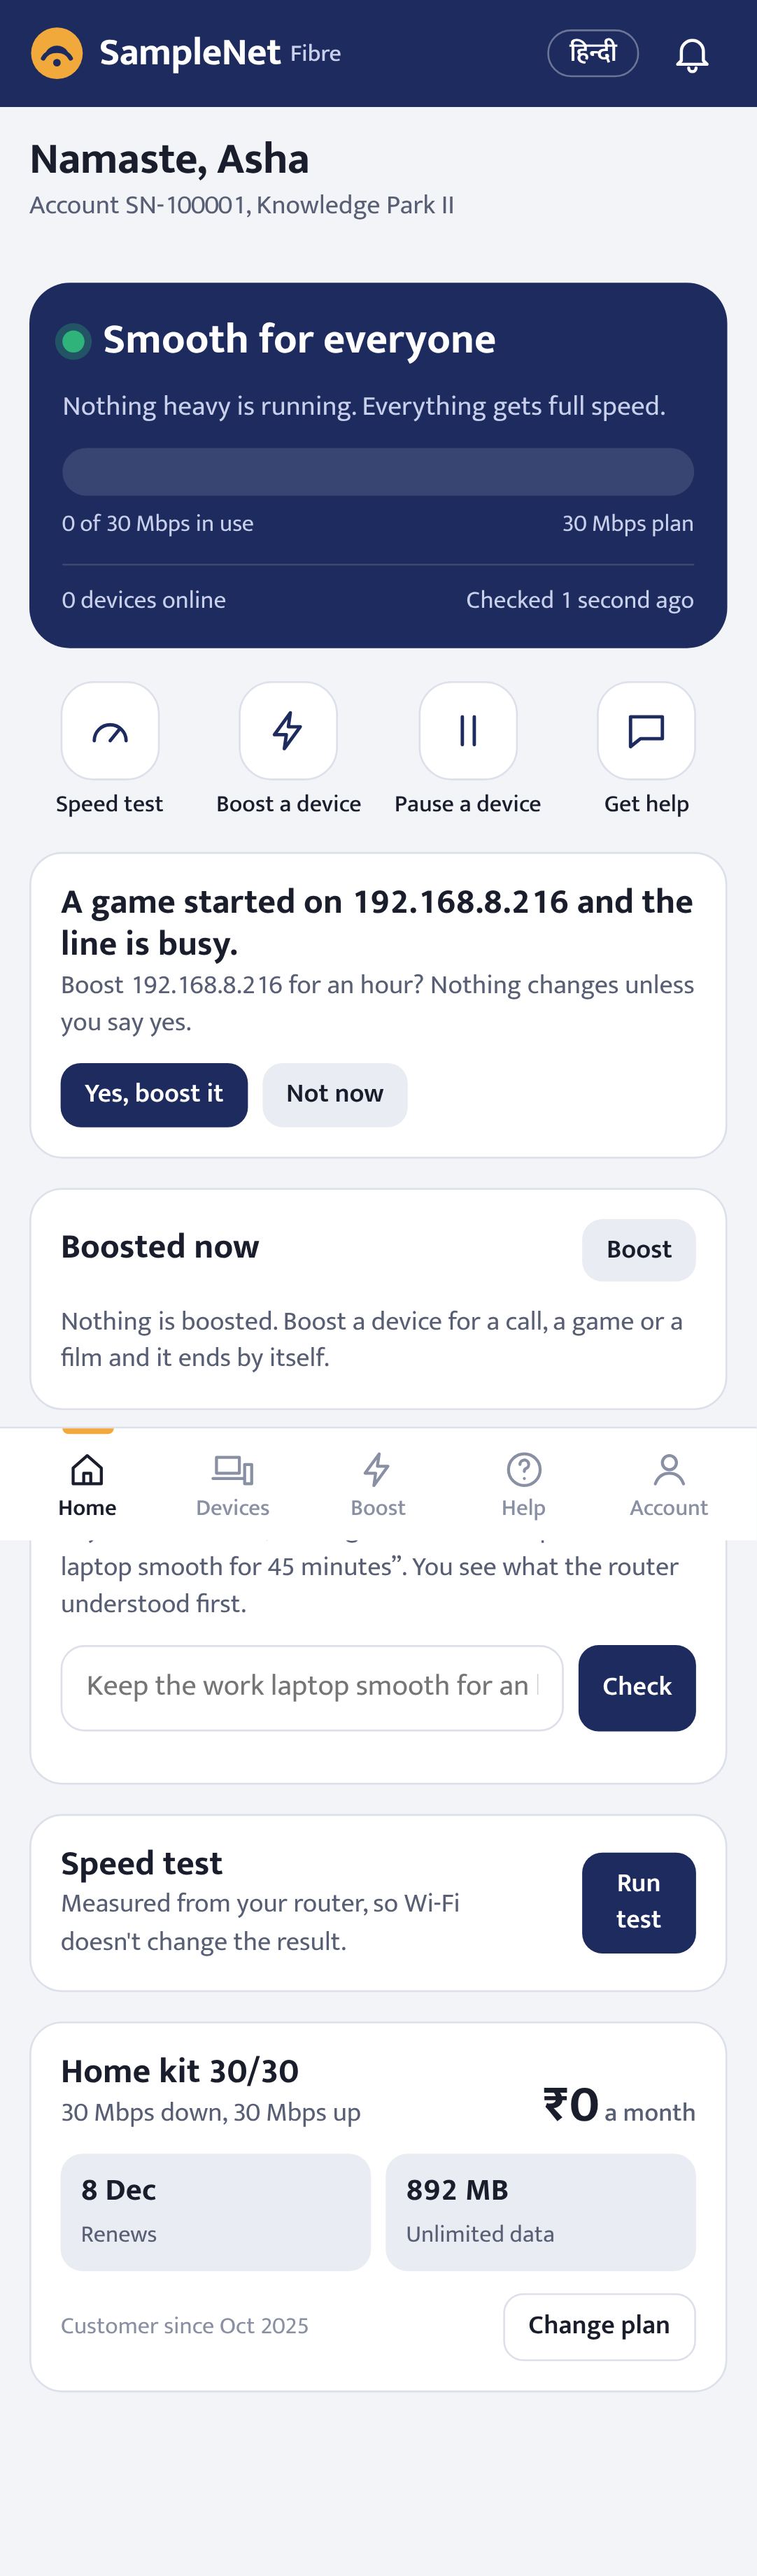 SampleNet Fibre
हिन्दी
Namaste, Asha
Account SN-100001, Knowledge Park II
Smooth for everyone
Nothing heavy is running. Everything gets full speed.
0 of 30 Mbps in use
30 Mbps plan
0 devices online
Checked 1 second ago
Speed test
Boost a device
Pause a device
Get help
A game started on 192.168.8.216 and the
line is busy.
Boost 192.168.8.216 for an hour? Nothing changes unless
you say yes.
Yes, boost it
Not now
Boosted now
Boost
Nothing is boosted. Boost a device for a call, a game or a
film and it ends by itself.
Home
Devices
Boost
Help
Account
laptop smooth for 45 minutes”. You see what the router
understood first.
Keep the work laptop smooth for an
Check
Speed test
Measured from your router, so Wi-Fi
doesn't change the result.
Run
test
Home kit 30/30
30 Mbps down, 30 Mbps up
₹0 a month
8 Dec
Renews
892 MB
Unlimited data
Customer since Oct 2025
Change plan